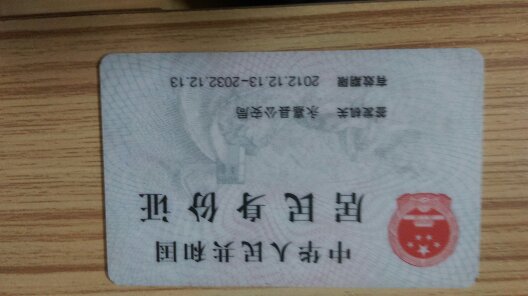 中华人民共和国
居民身份证
签发机关 永嘉县公安局
有效期限 2012.12.13-2032.12.13